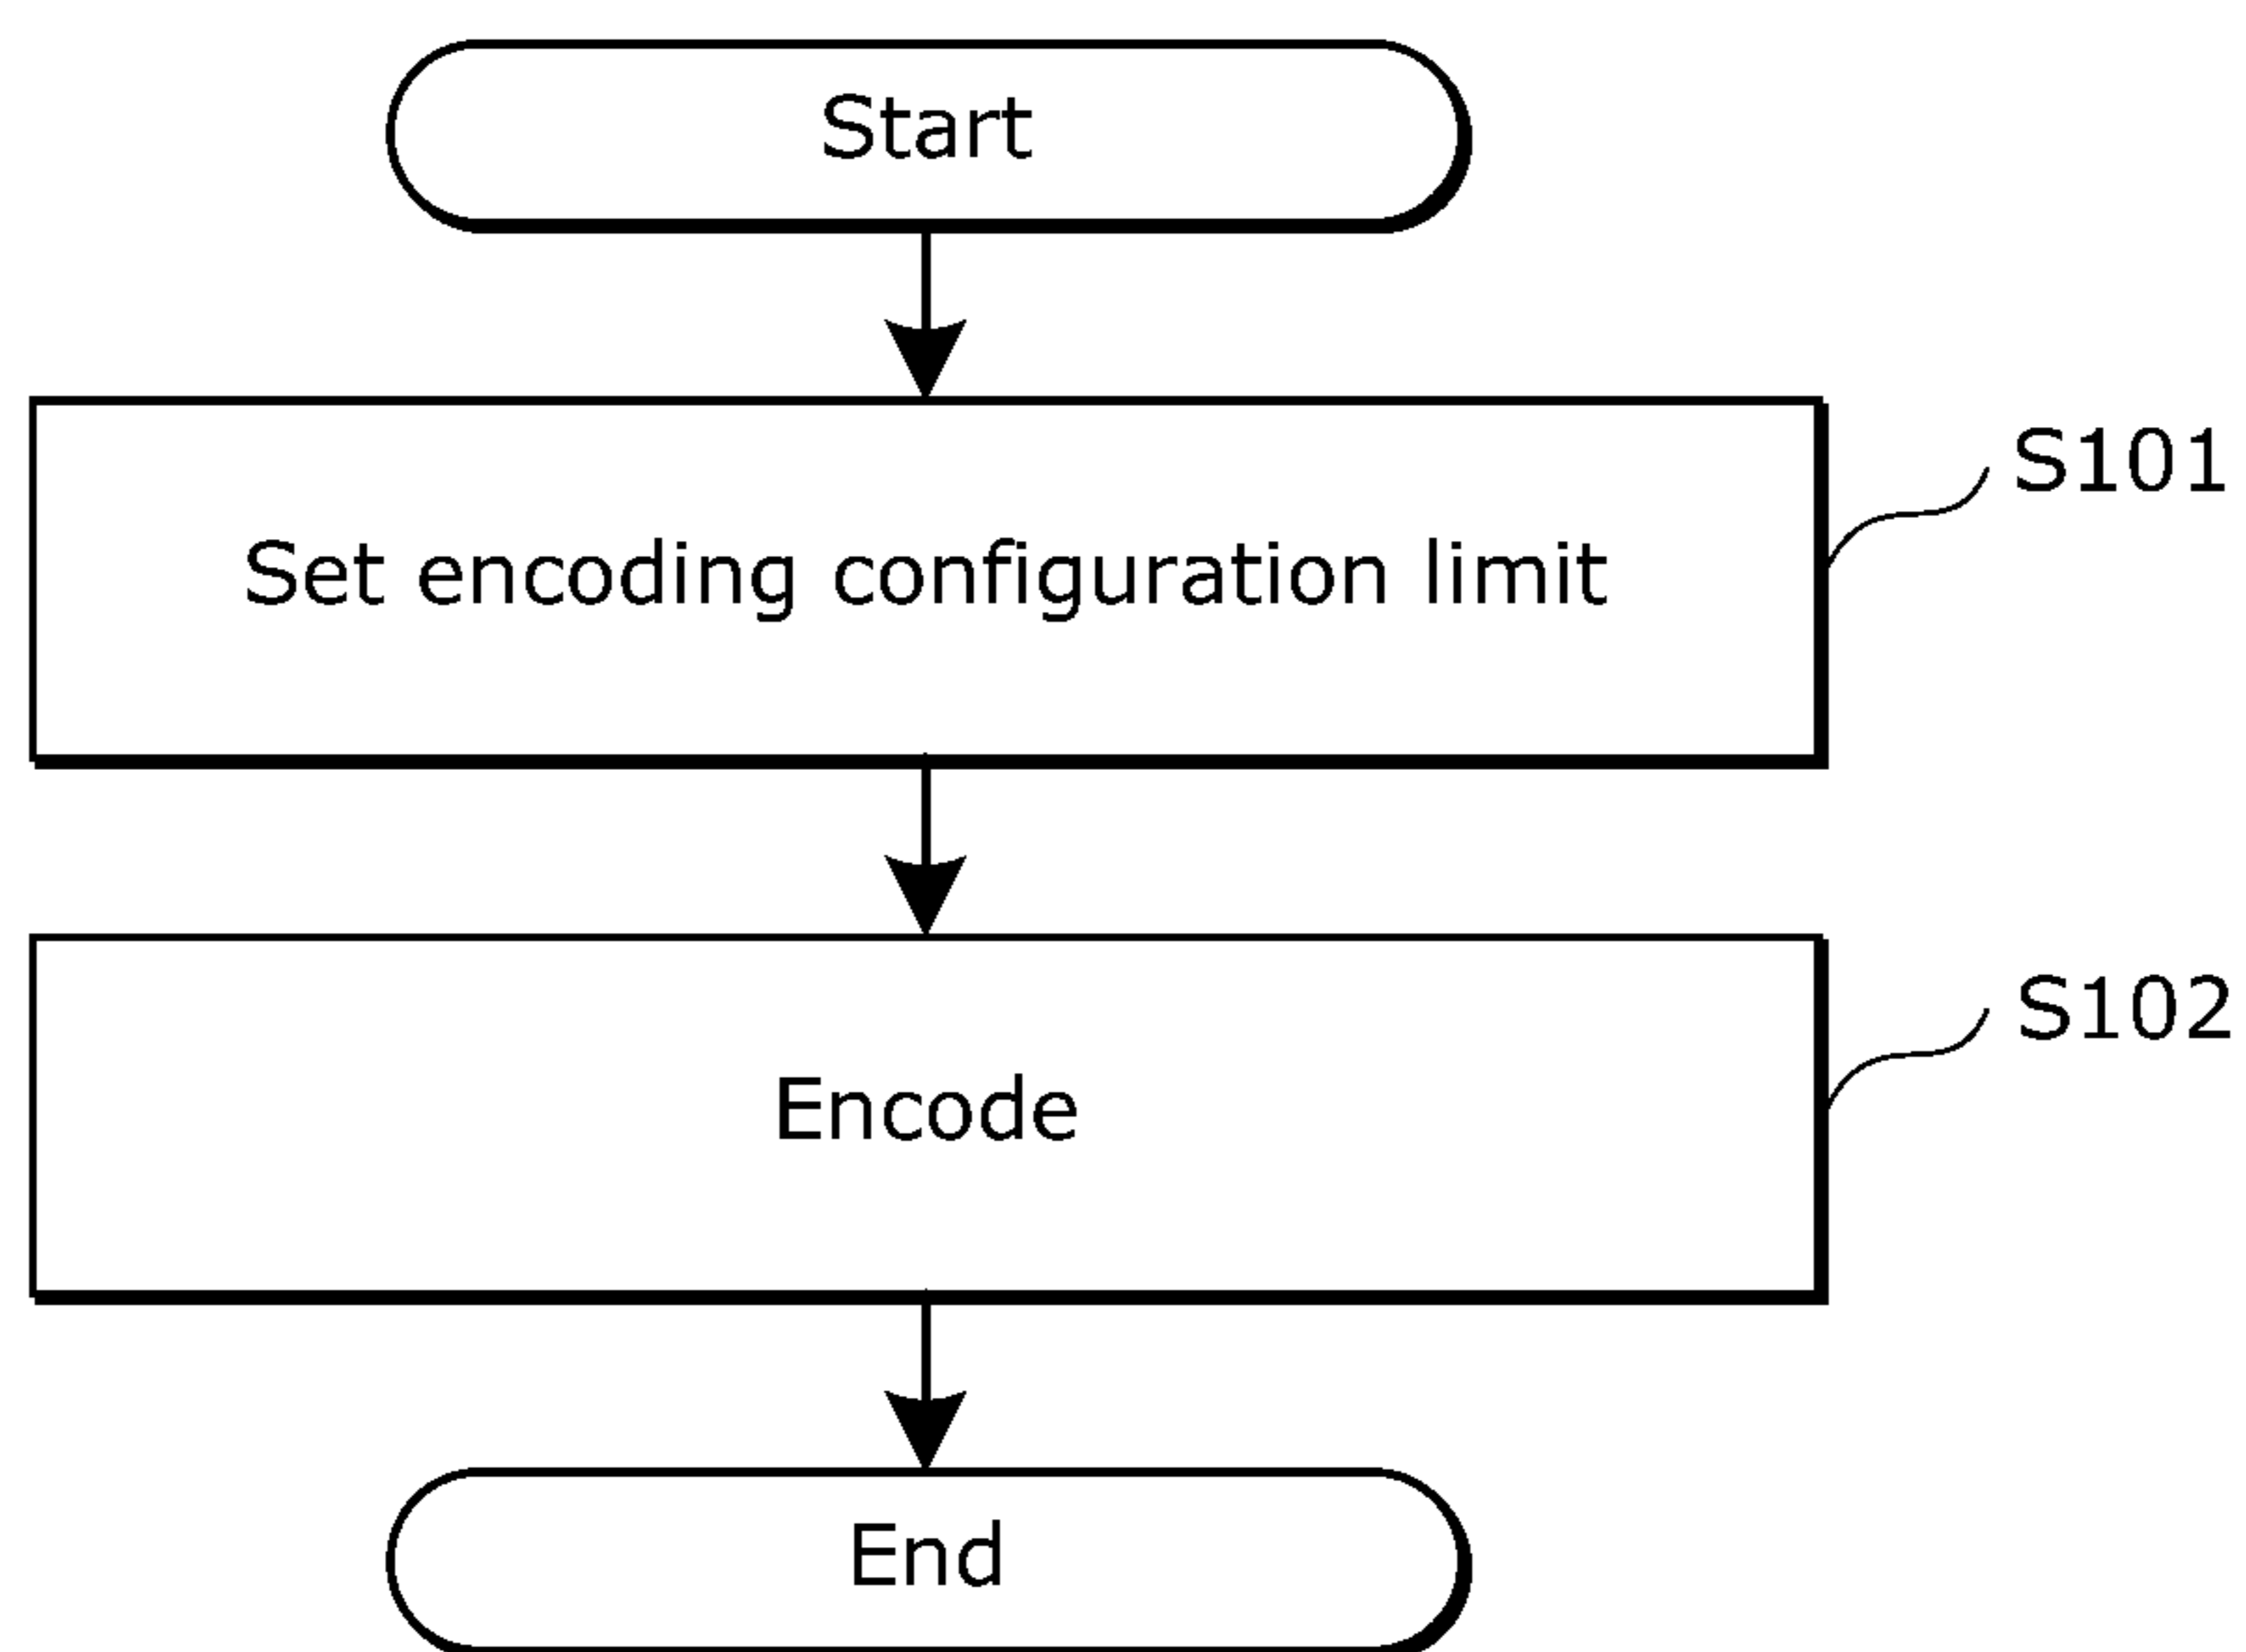 Start
S101
Set encoding configuration limit
S102
Encode
End